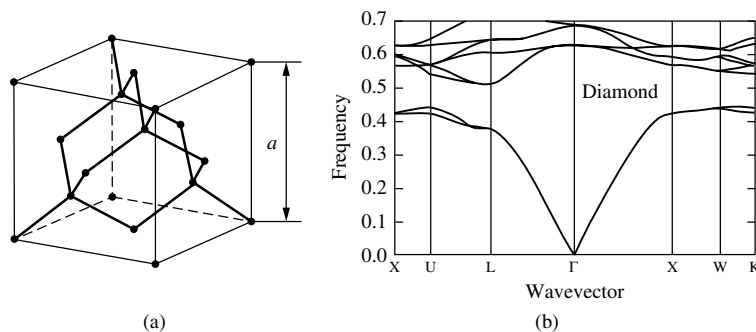 a
(a)
0.7
0.6
0.5
0.4
0.3
0.2
0.1
0.0
Frequency
Diamond
X U L Γ X W K
Wavevector
(b)